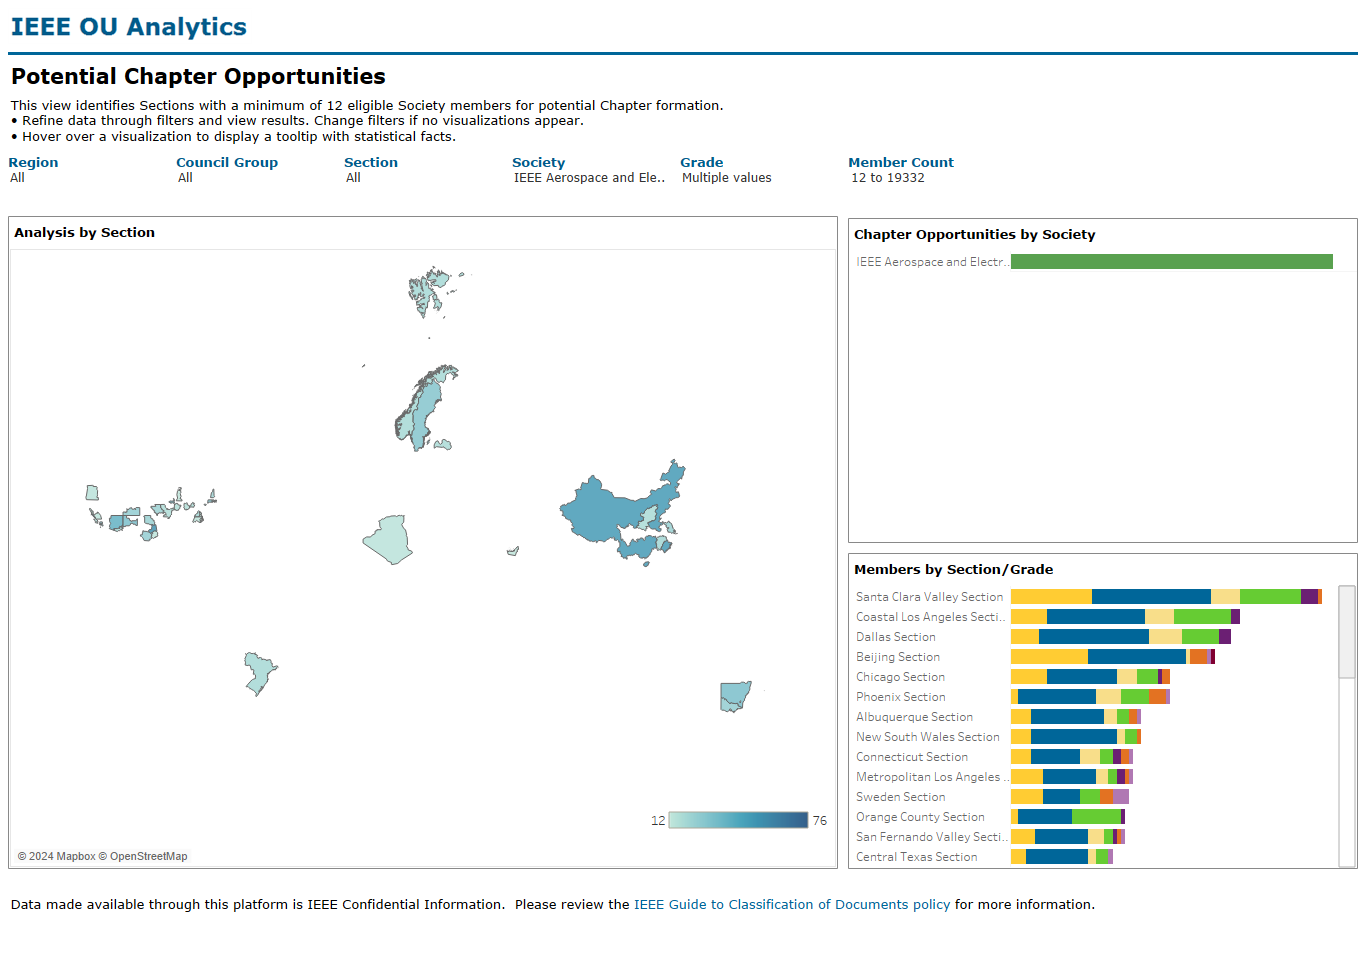 IEEE OU Analytics
Potential Chapter Opportunities
This view identifies Sections with a minimum of 12 eligible Society members for potential Chapter formation.
• Refine data through filters and view results. Change filters if no visualizations appear.
• Hover over a visualization to display a tooltip with statistical facts.
Region Council Group Section Society Grade Member Count
All All All IEEE Aerospace and Ele.. Multiple values 12 to 19332
Analysis by Section
12 76
© 2024 Mapbox © OpenStreetMap
Chapter Opportunities by Society
IEEE Aerospace and Electr..
Members by Section/Grade
Santa Clara Valley Section
Coastal Los Angeles Secti..
Dallas Section
Beijing Section
Chicago Section
Phoenix Section
Albuquerque Section
New South Wales Section
Connecticut Section
Metropolitan Los Angeles ..
Sweden Section
Orange County Section
San Fernando Valley Secti..
Central Texas Section
Data made available through this platform is IEEE Confidential Information. Please review the IEEE Guide to Classification of Documents policy for more information.